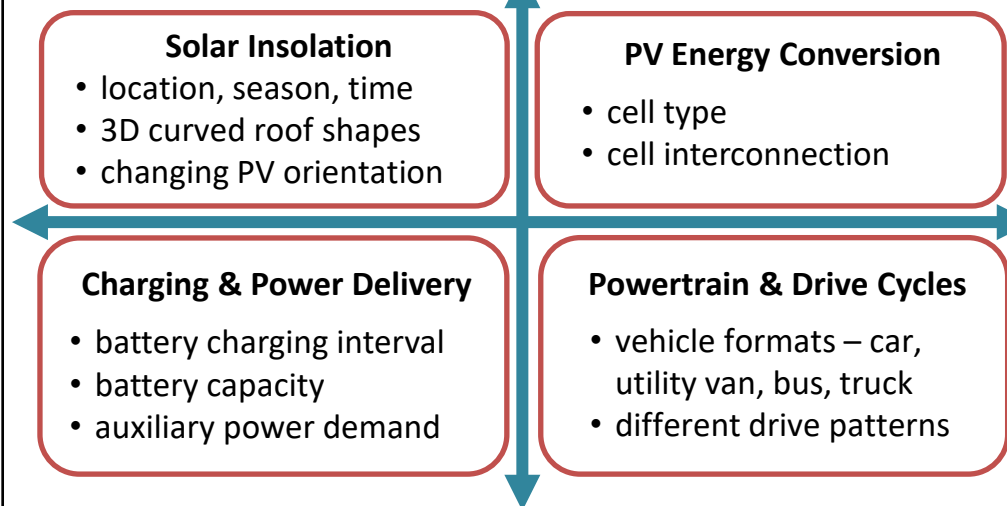 Solar Insolation
• location, season, time
• 3D curved roof shapes
• changing PV orientation
PV Energy Conversion
• cell type
• cell interconnection
Charging & Power Delivery
• battery charging interval
• battery capacity
• auxiliary power demand
Powertrain & Drive Cycles
• vehicle formats – car,
utility van, bus, truck
• different drive patterns